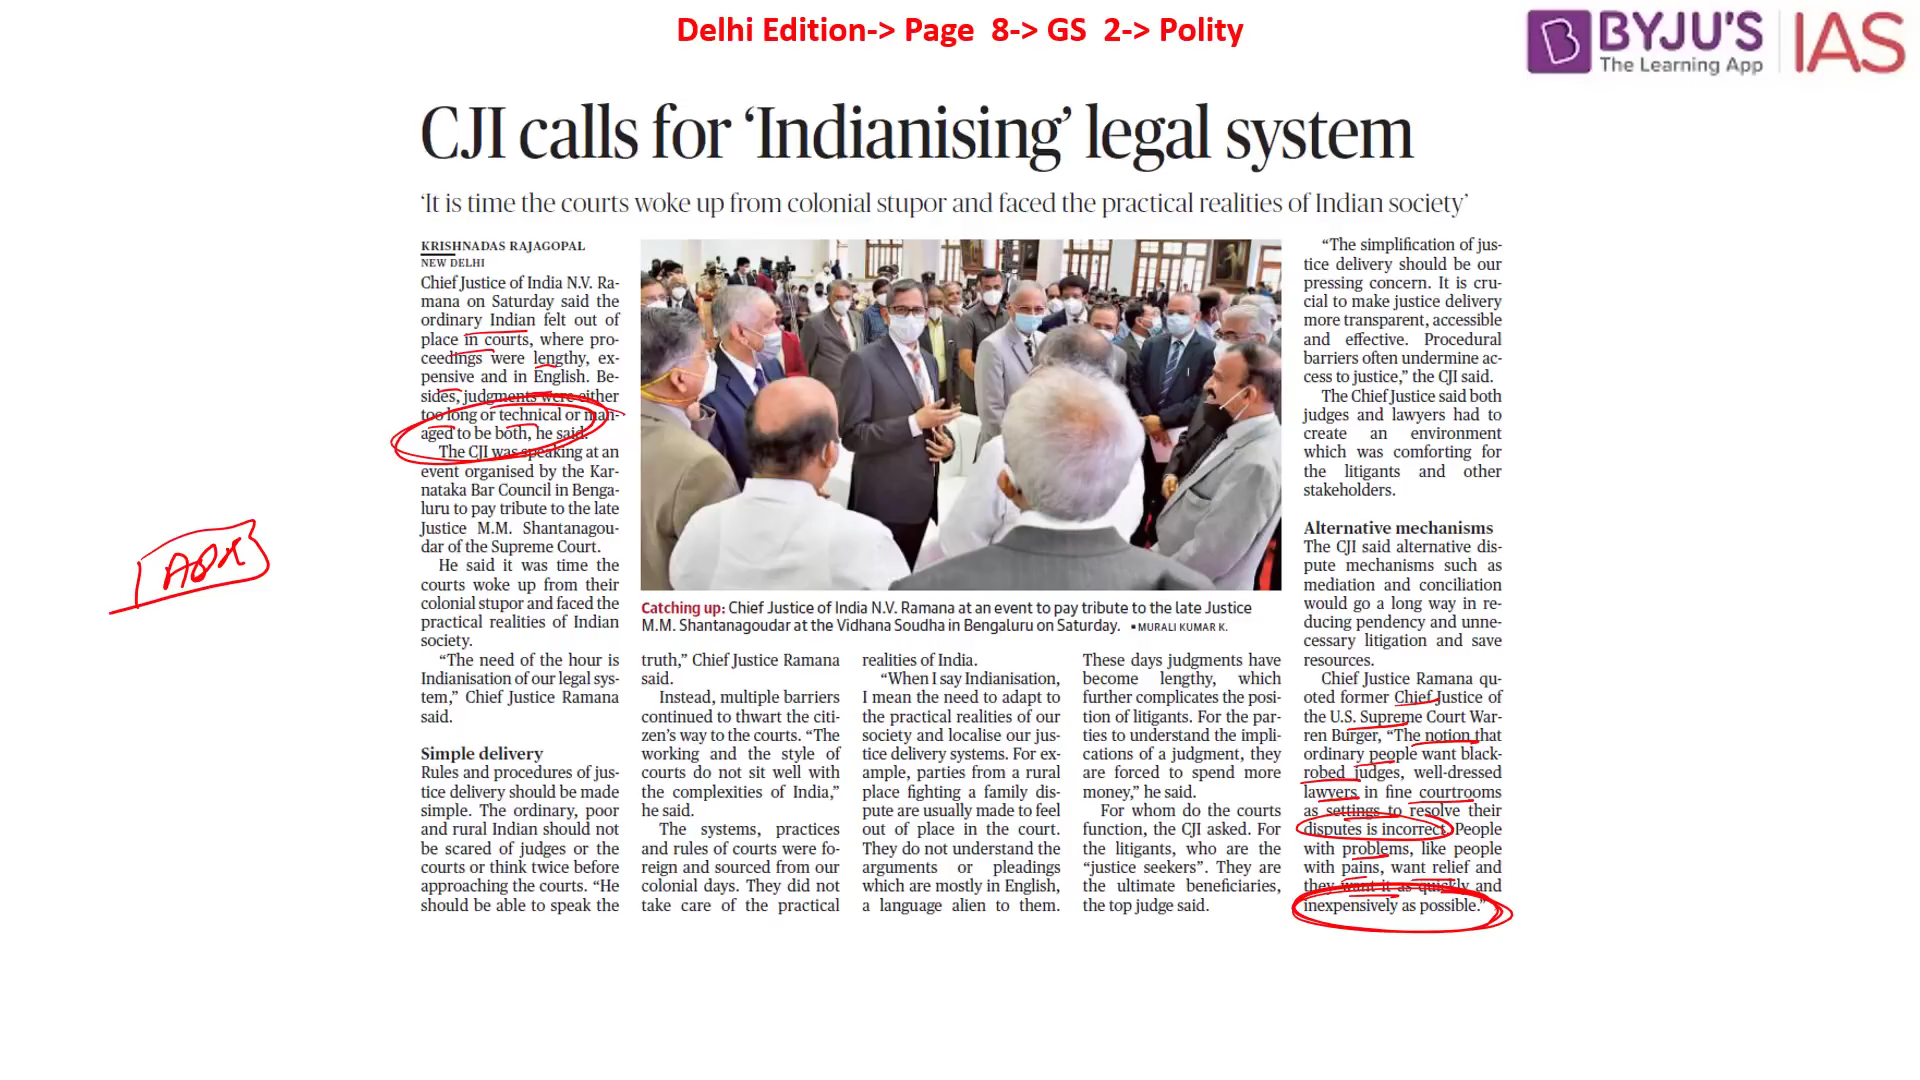 Delhi Edition-> Page 8-> GS 2-> Polity
BYJU'S
The Learning App
IAS
CJI calls for ‘Indianising’ legal system
‘It is time the courts woke up from colonial stupor and faced the practical realities of Indian society’
KRISHNADAS RAJAGOPAL
NEW DELHI
Chief Justice of India N.V. Ra-
mana on Saturday said the
ordinary Indian felt out of
place in courts, where pro-
ceedings were lengthy, ex-
pensive and in English. Be-
sides, judgments were either
too long or technical or man-
aged to be both, he said.
The CJI was speaking at an
event organised by the Kar-
nataka Bar Council in Benga-
luru to pay tribute to the late
Justice M.M. Shantanagou-
dar of the Supreme Court.
He said it was time the
courts woke up from their
colonial stupor and faced the
practical realities of Indian
society.
“The need of the hour is
Indianisation of our legal sys-
tem,” Chief Justice Ramana
said.
Simple delivery
Rules and procedures of jus-
tice delivery should be made
simple. The ordinary, poor
and rural Indian should not
be scared of judges or the
courts or think twice before
approaching the courts. “He
should be able to speak the
Catching up: Chief Justice of India N.V. Ramana at an event to pay tribute to the late Justice
M.M. Shantanagoudar at the Vidhana Soudha in Bengaluru on Saturday. ▪MURALI KUMAR K.
truth,” Chief Justice Ramana
said.
Instead, multiple barriers
continued to thwart the citi-
zen’s way to the courts. “The
working and the style of
courts do not sit well with
the complexities of India,”
he said.
The systems, practices
and rules of courts were fo-
reign and sourced from our
colonial days. They did not
take care of the practical
realities of India.
“When I say Indianisation,
I mean the need to adapt to
the practical realities of our
society and localise our jus-
tice delivery systems. For ex-
ample, parties from a rural
place fighting a family dis-
pute are usually made to feel
out of place in the court.
They do not understand the
arguments or pleadings
which are mostly in English,
a language alien to them.
These days judgments have
become lengthy, which
further complicates the posi-
tion of litigants. For the par-
ties to understand the impli-
cations of a judgment, they
are forced to spend more
money,” he said.
For whom do the courts
function, the CJI asked. For
the litigants, who are the
“justice seekers”. They are
the ultimate beneficiaries,
the top judge said.
“The simplification of jus-
tice delivery should be our
pressing concern. It is cru-
cial to make justice delivery
more transparent, accessible
and effective. Procedural
barriers often undermine ac-
cess to justice,” the CJI said.
The Chief Justice said both
judges and lawyers had to
create an environment
which was comforting for
the litigants and other
stakeholders.
Alternative mechanisms
The CJI said alternative dis-
pute mechanisms such as
mediation and conciliation
would go a long way in re-
ducing pendency and unne-
cessary litigation and save
resources.
Chief Justice Ramana qu-
oted former Chief Justice of
the U.S. Supreme Court War-
ren Burger, “The notion that
ordinary people want black-
robed judges, well-dressed
lawyers in fine courtrooms
as settings to resolve their
disputes is incorrect. People
with problems, like people
with pains, want relief and
they want it as quickly and
inexpensively as possible.”
ADR